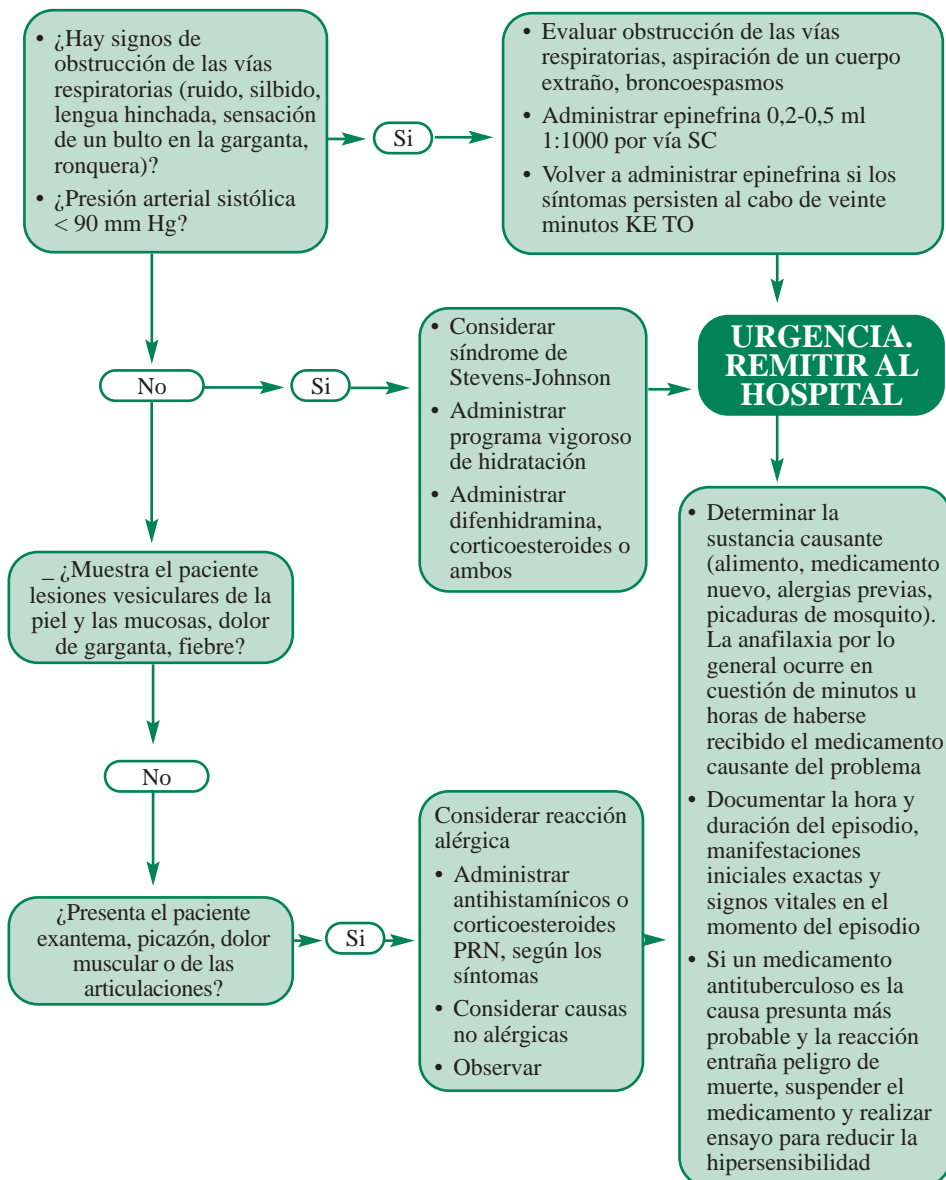 • ¿Hay signos de
obstrucción de las vías
respiratorias (ruido, silbido,
lengua hinchada, sensación
de un bulto en la garganta,
ronquera)?
• ¿Presión arterial sistólica
< 90 mm Hg?
Si
• Evaluar obstrucción de las vías
respiratorias, aspiración de un cuerpo
extraño, broncoespasmos
• Administrar epinefrina 0,2-0,5 ml
1:1000 por vía SC
• Volver a administrar epinefrina si los
síntomas persisten al cabo de veinte
minutos KE TO
No
Si
• Considerar
síndrome de
Stevens-Johnson
• Administrar
programa vigoroso
de hidratación
• Administrar
difenhidramina,
corticoesteroides o
ambos
URGENCIA.
REMITIR AL
HOSPITAL
_ ¿Muestra el paciente
lesiones vesiculares de la
piel y las mucosas, dolor
de garganta, fiebre?
No
¿Presenta el paciente
exantema, picazón, dolor
muscular o de las
articulaciones?
Si
Considerar reacción
alérgica
• Administrar
antihistamínicos o
corticoesteroides
PRN, según los
síntomas
• Considerar causas
no alérgicas
• Observar
• Determinar la
sustancia causante
(alimento, medicamento
nuevo, alergias previas,
picaduras de mosquito).
La anafilaxia por lo
general ocurre en
cuestión de minutos u
horas de haberse
recibido el medicamento
causante del problema
• Documentar la hora y
duración del episodio,
manifestaciones
iniciales exactas y
signos vitales en el
momento del episodio
• Si un medicamento
antituberculoso es la
causa presunta más
probable y la reacción
entraña peligro de
muerte, suspender el
medicamento y realizar
ensayo para reducir la
hipersensibilidad